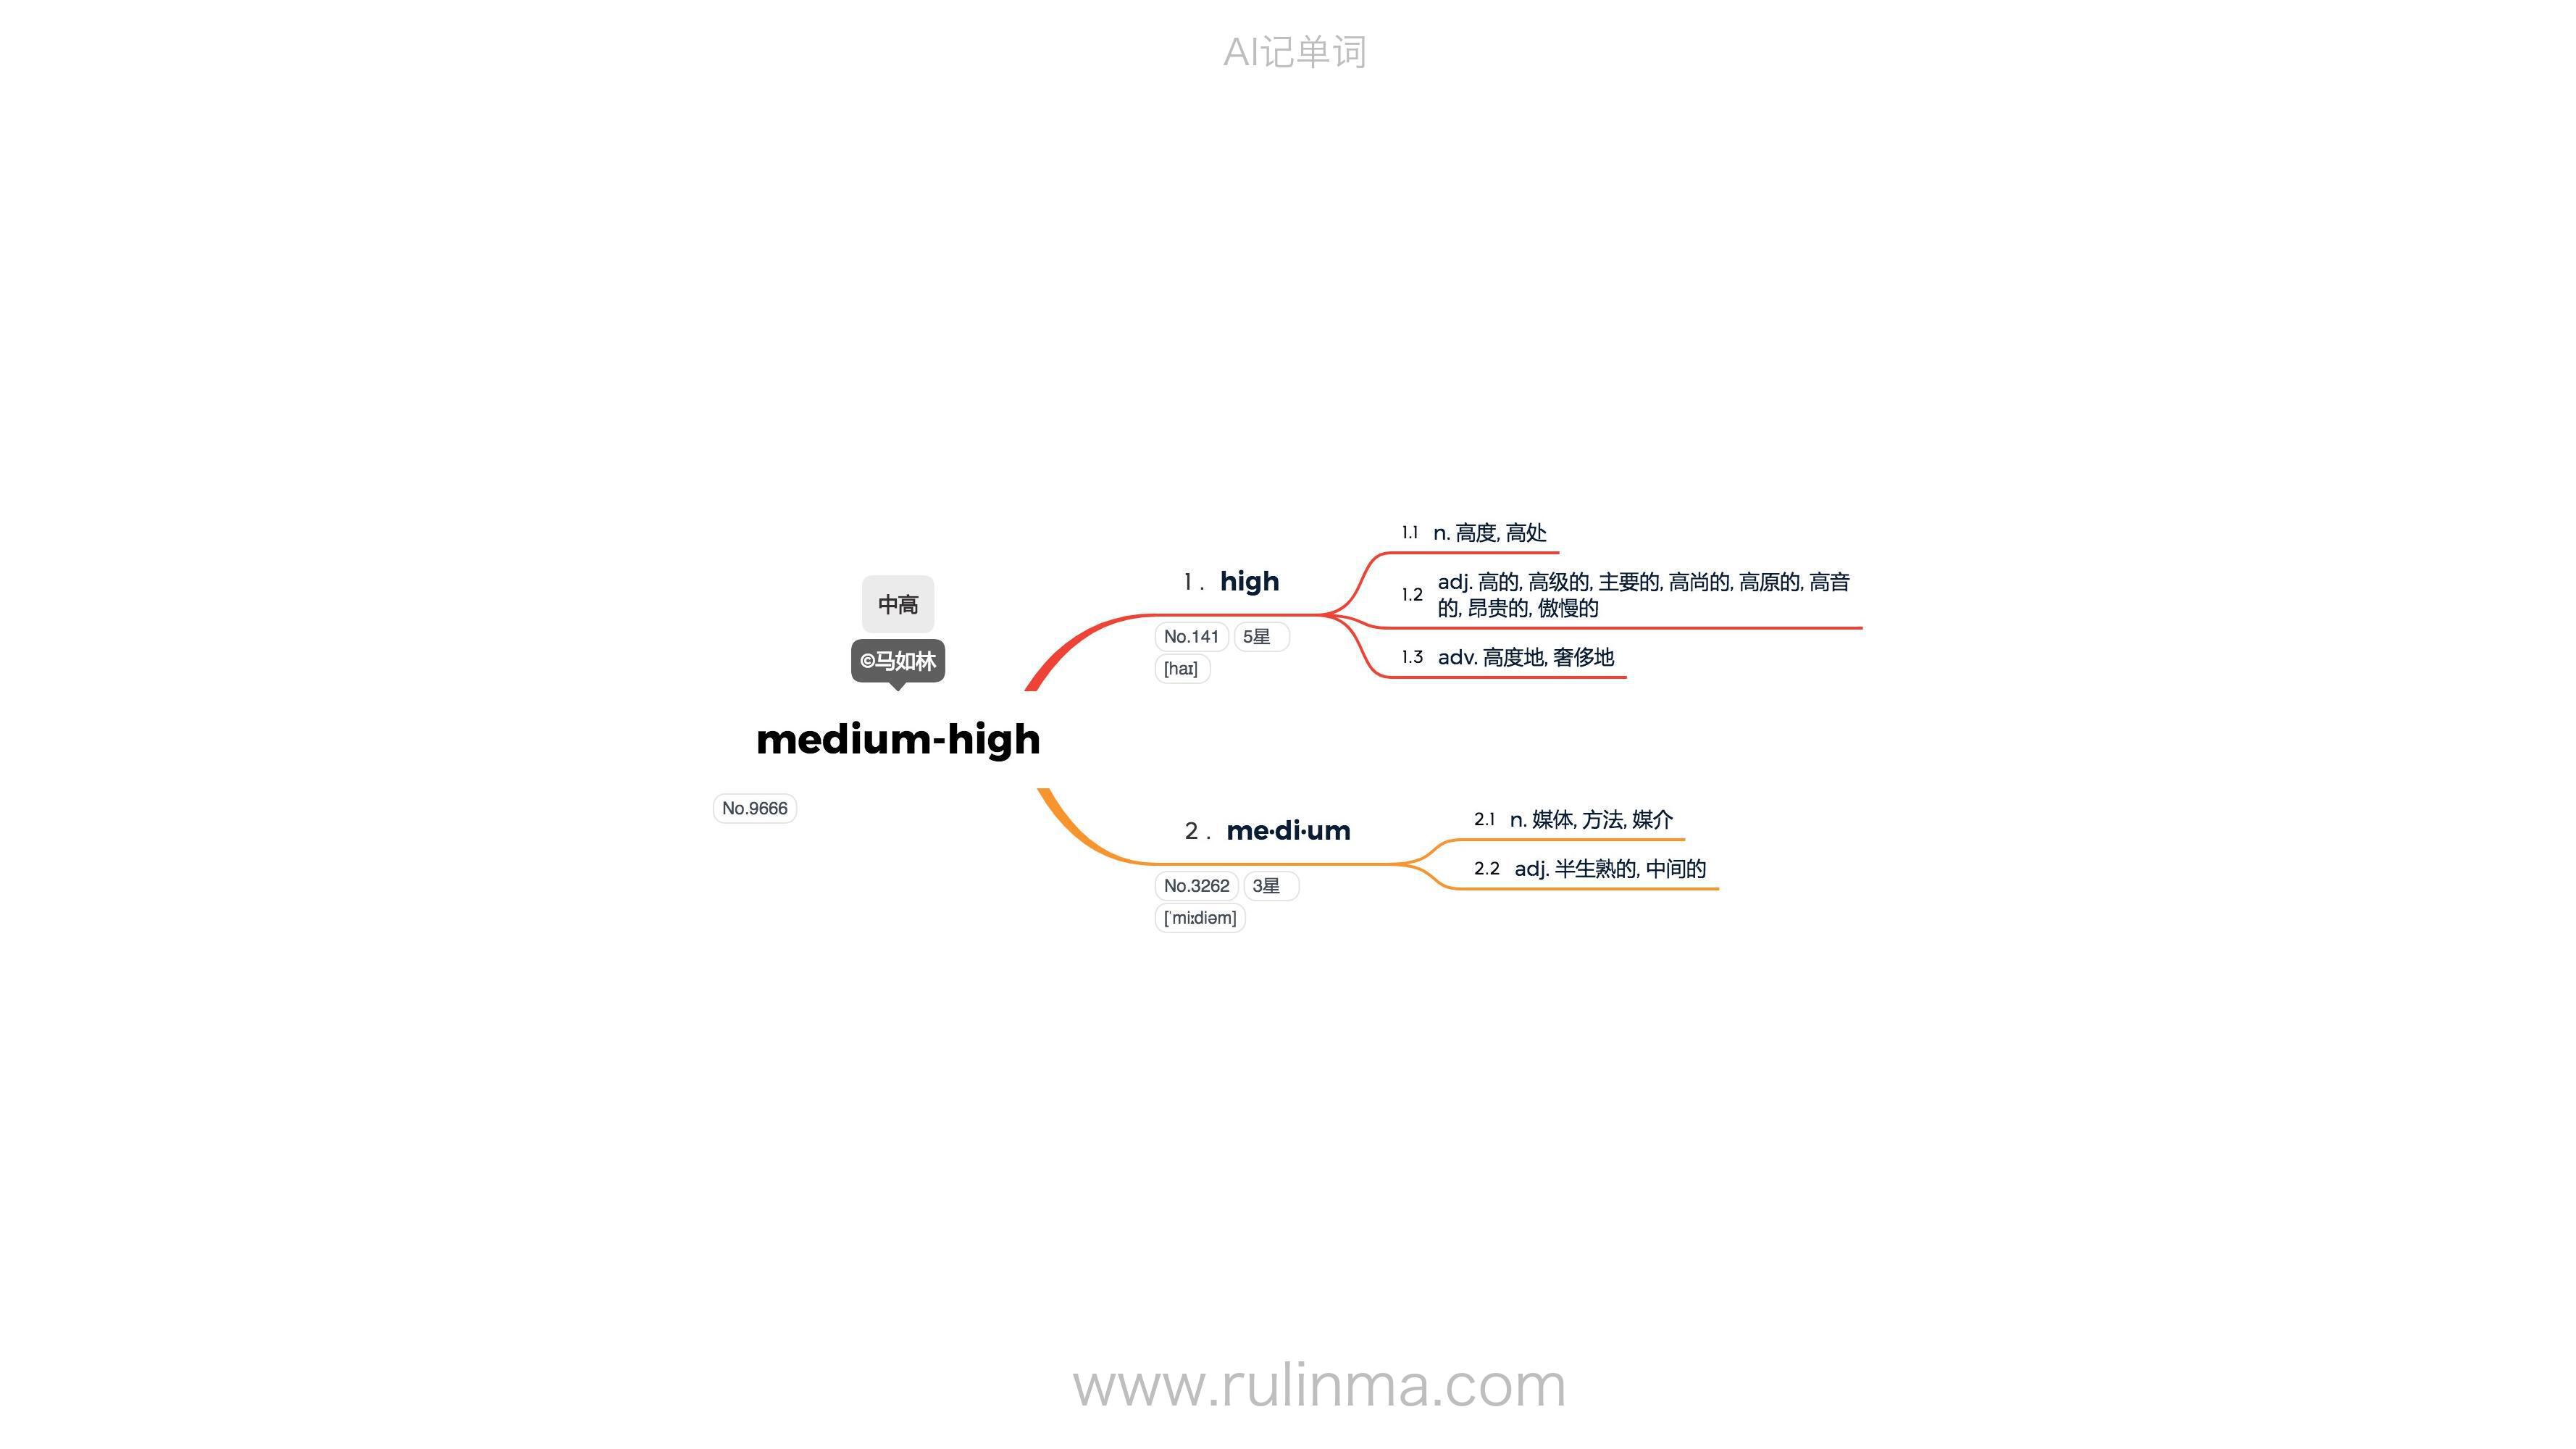 AI记单词
中高
©马如林
medium-high
No.9666
1 . high
No.141 5星
[haɪ]
1.1 n. 高度, 高处
1.2 adj. 高的, 高级的, 主要的, 高尚的, 高原的, 高音
的, 昂贵的, 傲慢的
1.3 adv. 高度地, 奢侈地
2 . me·di·um
No.3262 3星
[ˈmiːdiəm]
2.1 n. 媒体, 方法, 媒介
2.2 adj. 半生熟的, 中间的
www.rulinma.com